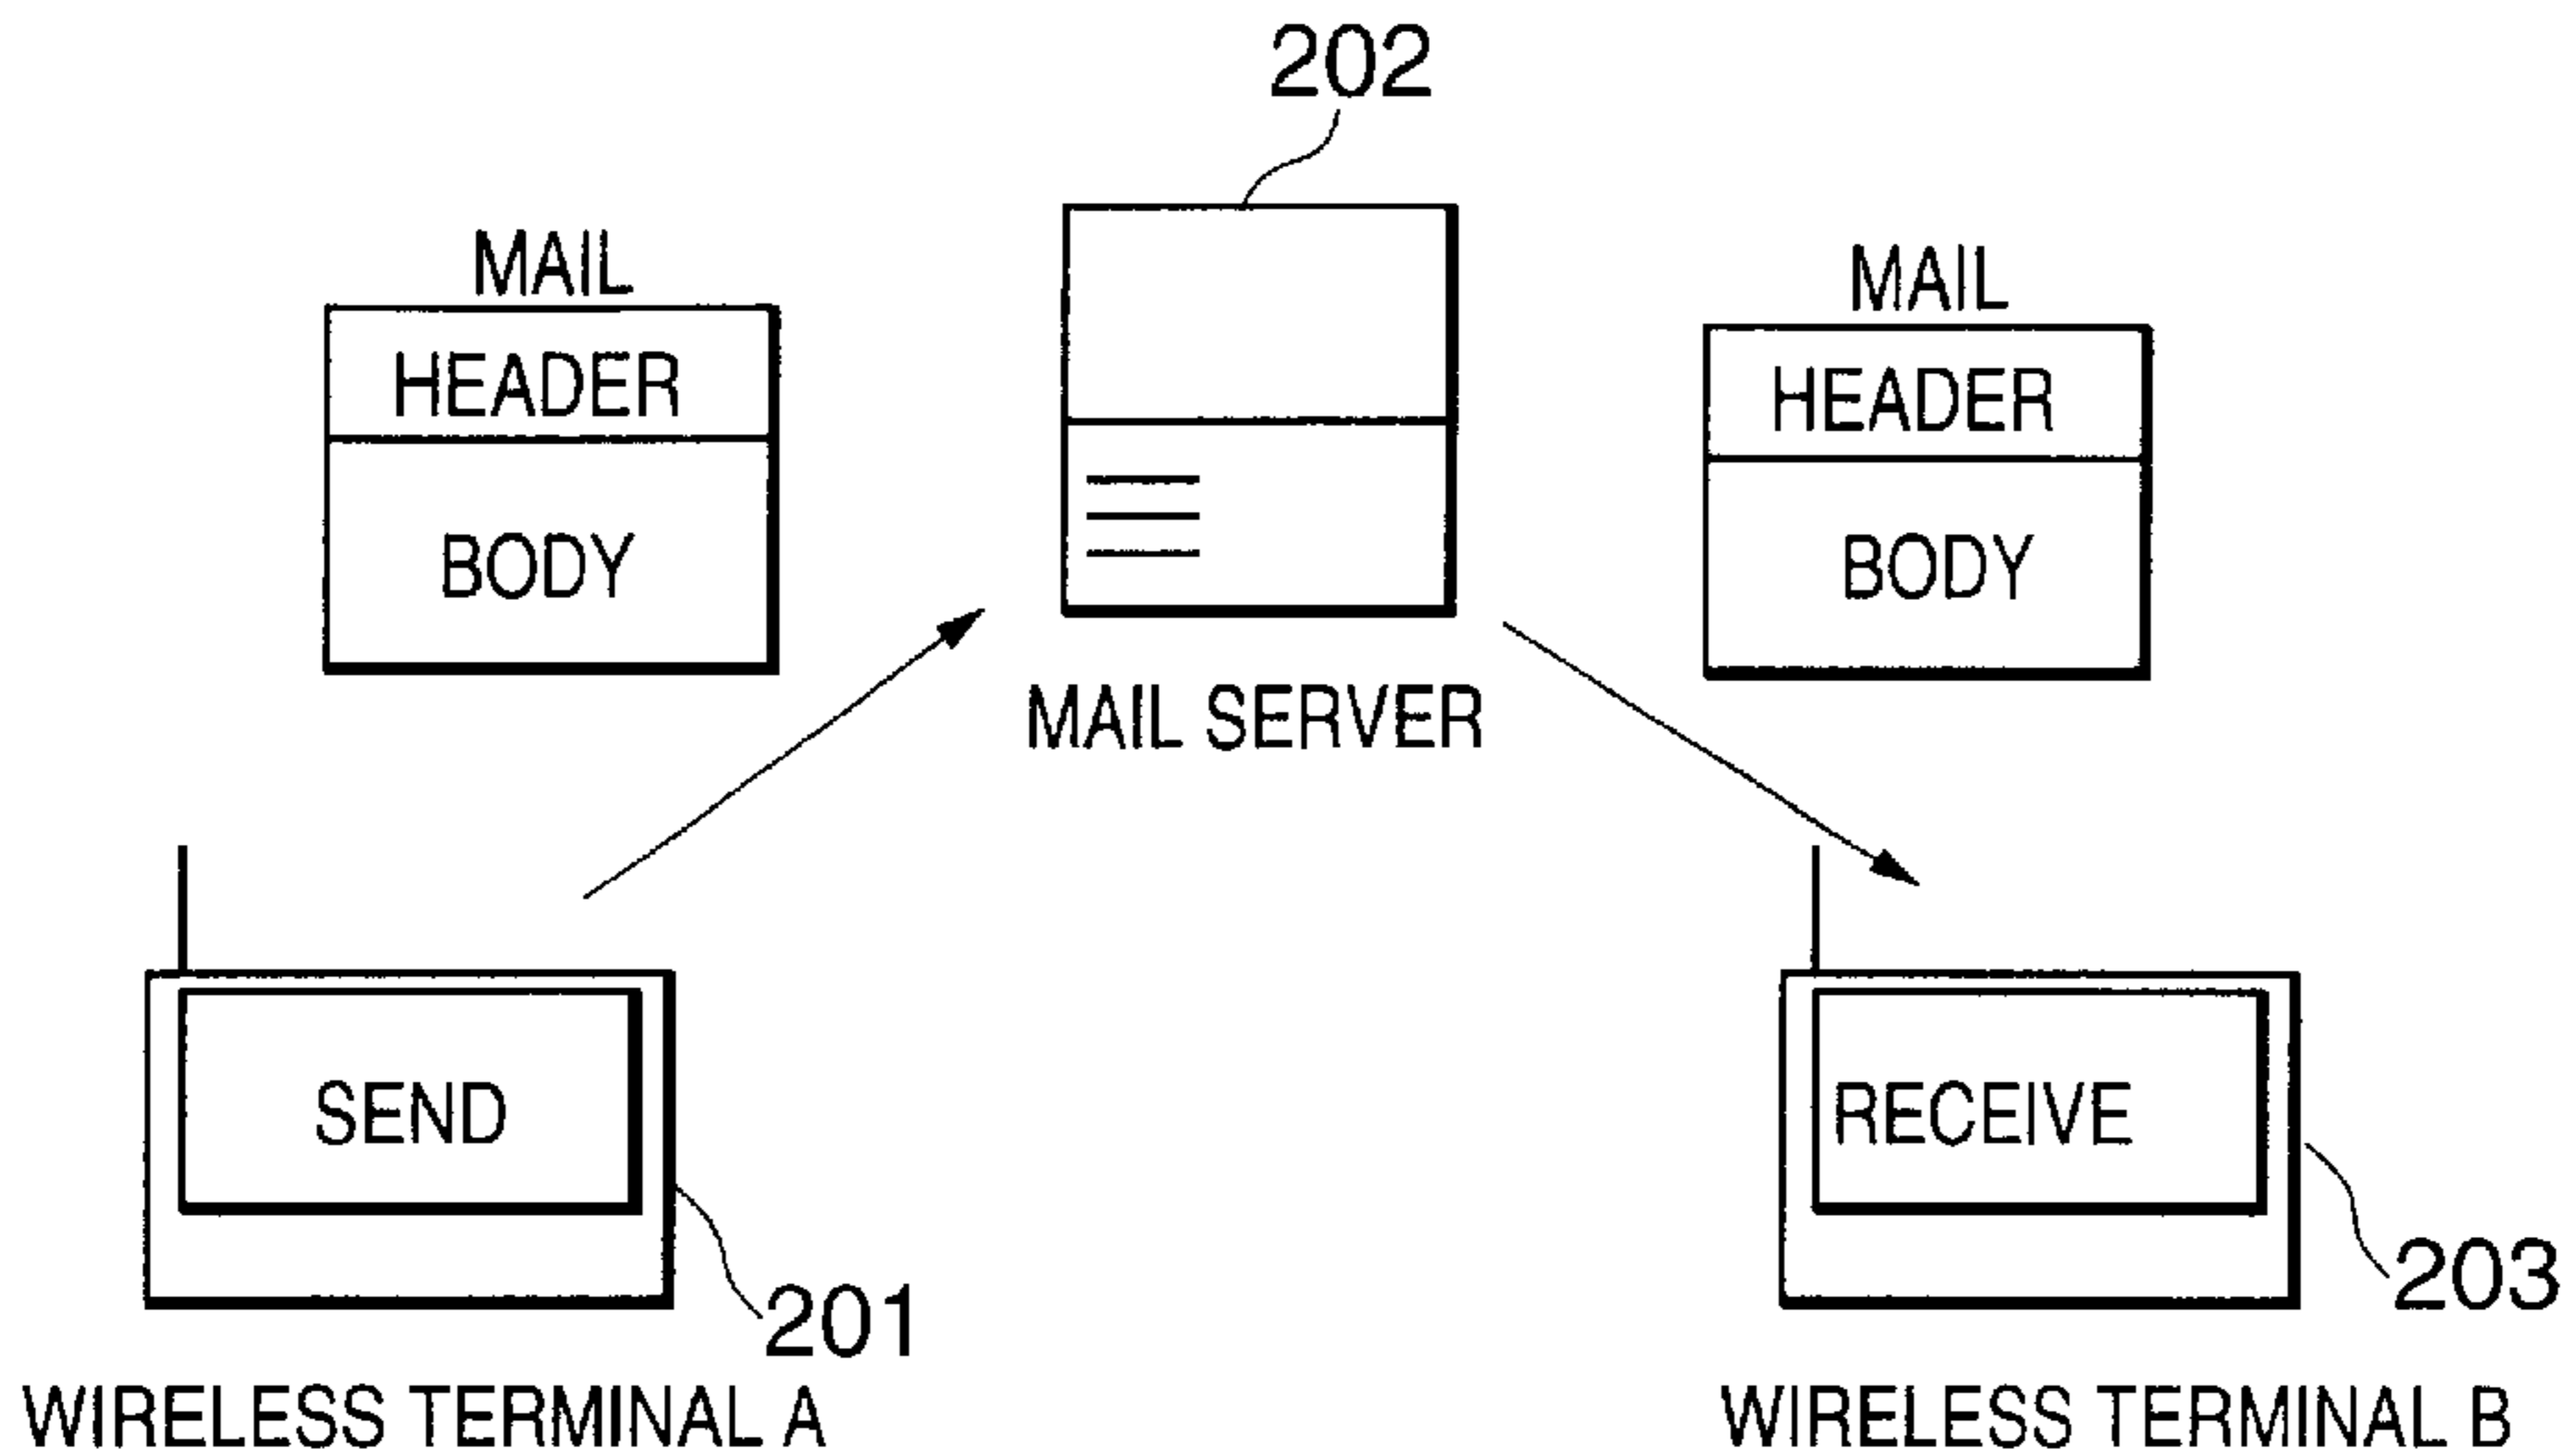 202
MAIL
HEADER
BODY
MAIL SERVER
MAIL
HEADER
BODY
SEND
201
WIRELESS TERMINAL A
RECEIVE
203
WIRELESS TERMINAL B